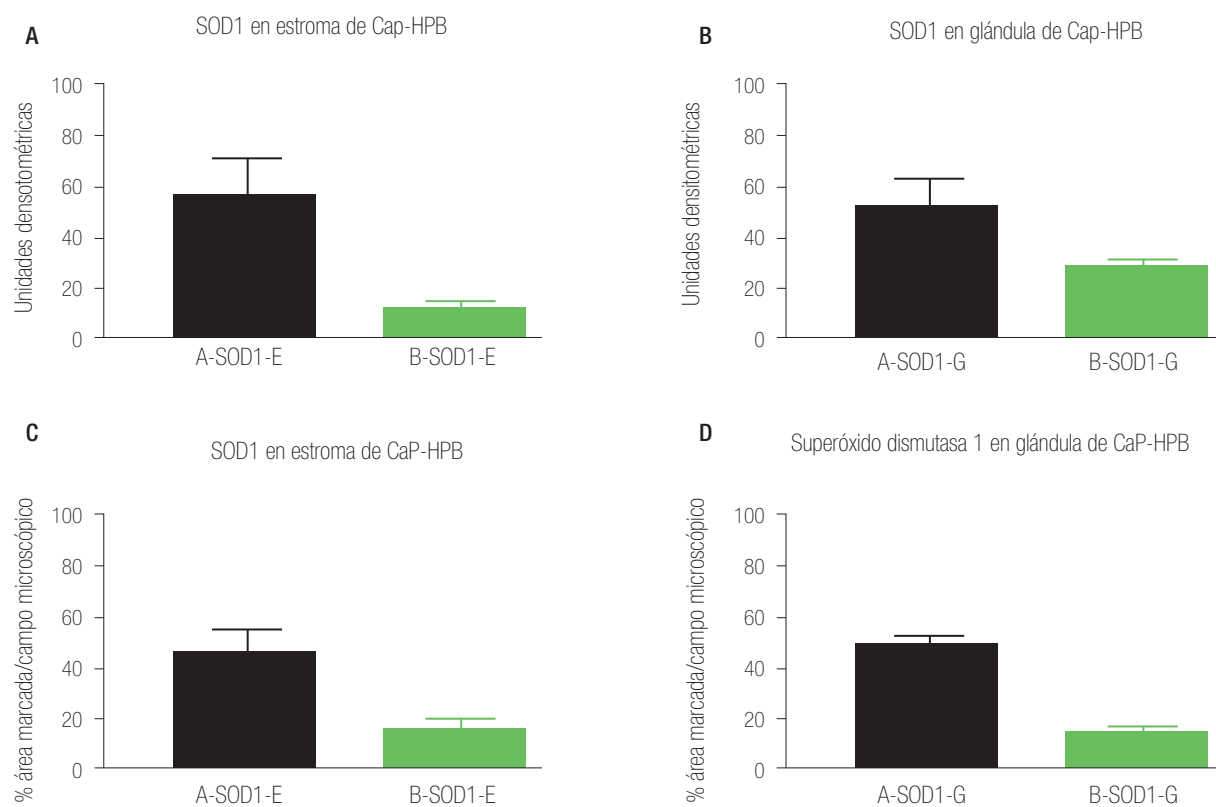 A
SOD1 en estroma de Cap-HPB
Unidades densotométricas
100
80
60
40
20
0
A-SOD1-E
B-SOD1-E
B
SOD1 en glándula de Cap-HPB
Unidades densitométricas
100
80
60
40
20
0
A-SOD1-G
B-SOD1-G
C
SOD1 en estroma de CaP-HPB
% área marcada/campo microscópico
100
80
60
40
20
0
A-SOD1-E
B-SOD1-E
D
Superóxido dismutasa 1 en glándula de CaP-HPB
% área marcada/campo microscópico
100
80
60
40
20
0
A-SOD1-G
B-SOD1-G